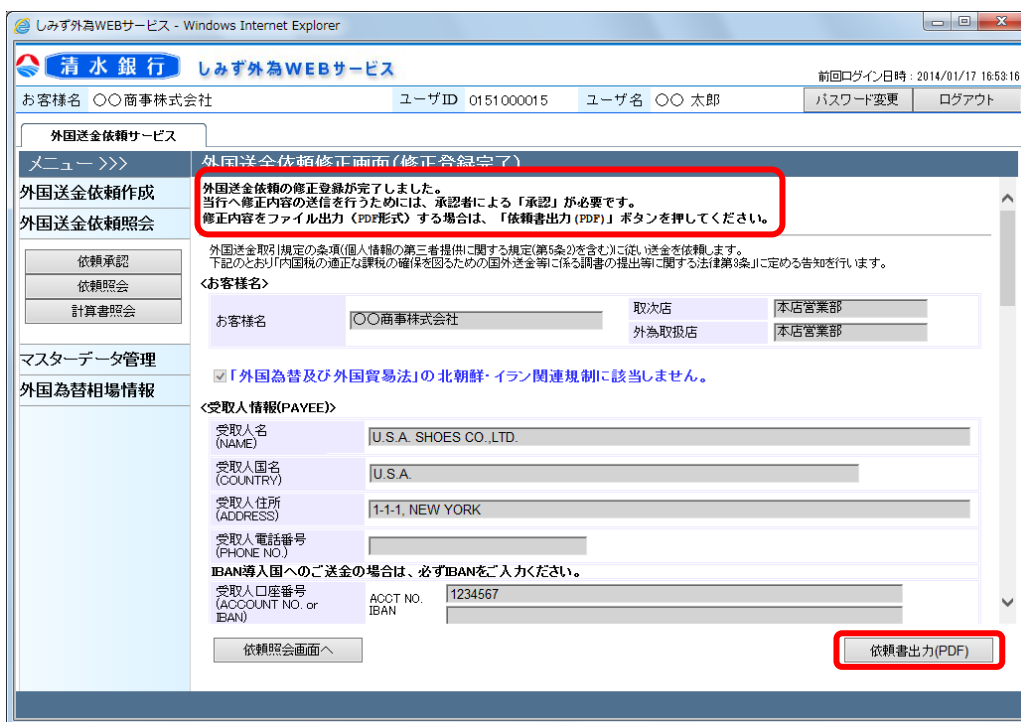 しみず外為WEBサービス - Windows Internet Explorer
清水銀行 しみず外為WEBサービス
前回ログイン日時：2014/01/17 16:53:16
お客様名 〇〇商事株式会社 ユーザID 0151000015 ユーザ名 〇〇 太郎 パスワード変更 ログアウト
外国送金依頼サービス
メニュー >>>
外国送金依頼作成
外国送金依頼照会
依頼承認
依頼照会
計算書照会
マスターデータ管理
外国為替相場情報
外国送金依頼修正画面(修正登録完了)
外国送金依頼の修正登録が完了しました。
当行へ修正内容の送信を行うためには、承認者による「承認」が必要です。
修正内容をファイル出力（PDF形式）する場合は、「依頼書出力(PDF)」ボタンを押してください。
外国送金取引規定の条項(個人情報の第三者提供に関する規定(第5条2)を含む)に従い送金を依頼します。
下記のとおり「内国税の適正な課税の確保を図るための国外送金等に係る調書の提出等に関する法律第3条」に定める告知を行います。
<お客様名>
お客様名 〇〇商事株式会社
取次店 本店営業部
外為取扱店 本店営業部
「外国為替及び外国貿易法」の北朝鮮・イラン関連規制に該当しません。
<受取人情報(PAYEE)>
受取人名
(NAME) U.S.A. SHOES CO.,LTD.
受取人国名
(COUNTRY) U.S.A.
受取人住所
(ADDRESS) 1-1-1, NEW YORK
受取人電話番号
(PHONE NO.)
IBAN導入国へのご送金の場合は、必ずIBANをご入力ください。
受取人口座番号
(ACCOUNT NO. or
IBAN)
ACCT NO. 1234567
IBAN
依頼照会画面へ
依頼書出力(PDF)